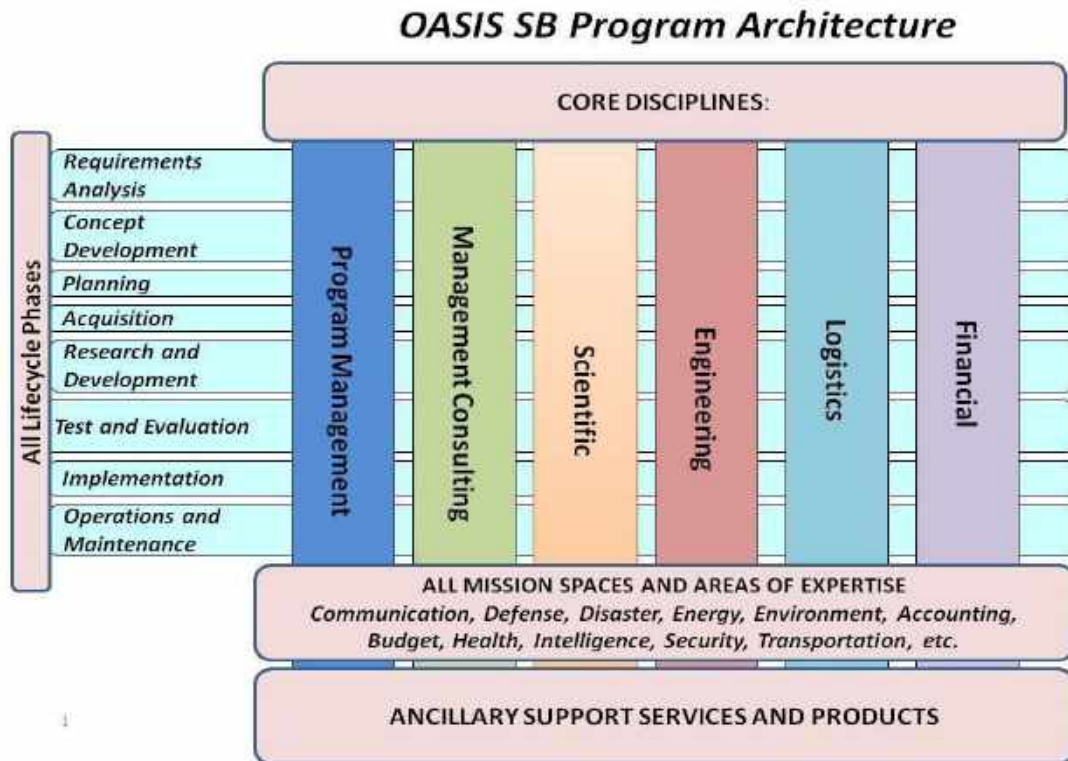 OASIS SB Program Architecture
CORE DISCIPLINES:
All Lifecycle Phases
Requirements
Analysis
Concept
Development
Planning
Acquisition
Research and
Development
Test and Evaluation
Implementation
Operations and
Maintenance
Program Management
Management Consulting
Scientific
Engineering
Logistics
Financial
ALL MISSION SPACES AND AREAS OF EXPERTISE
Communication, Defense, Disaster, Energy, Environment, Accounting,
Budget, Health, Intelligence, Security, Transportation, etc.
ANCILLARY SUPPORT SERVICES AND PRODUCTS
1